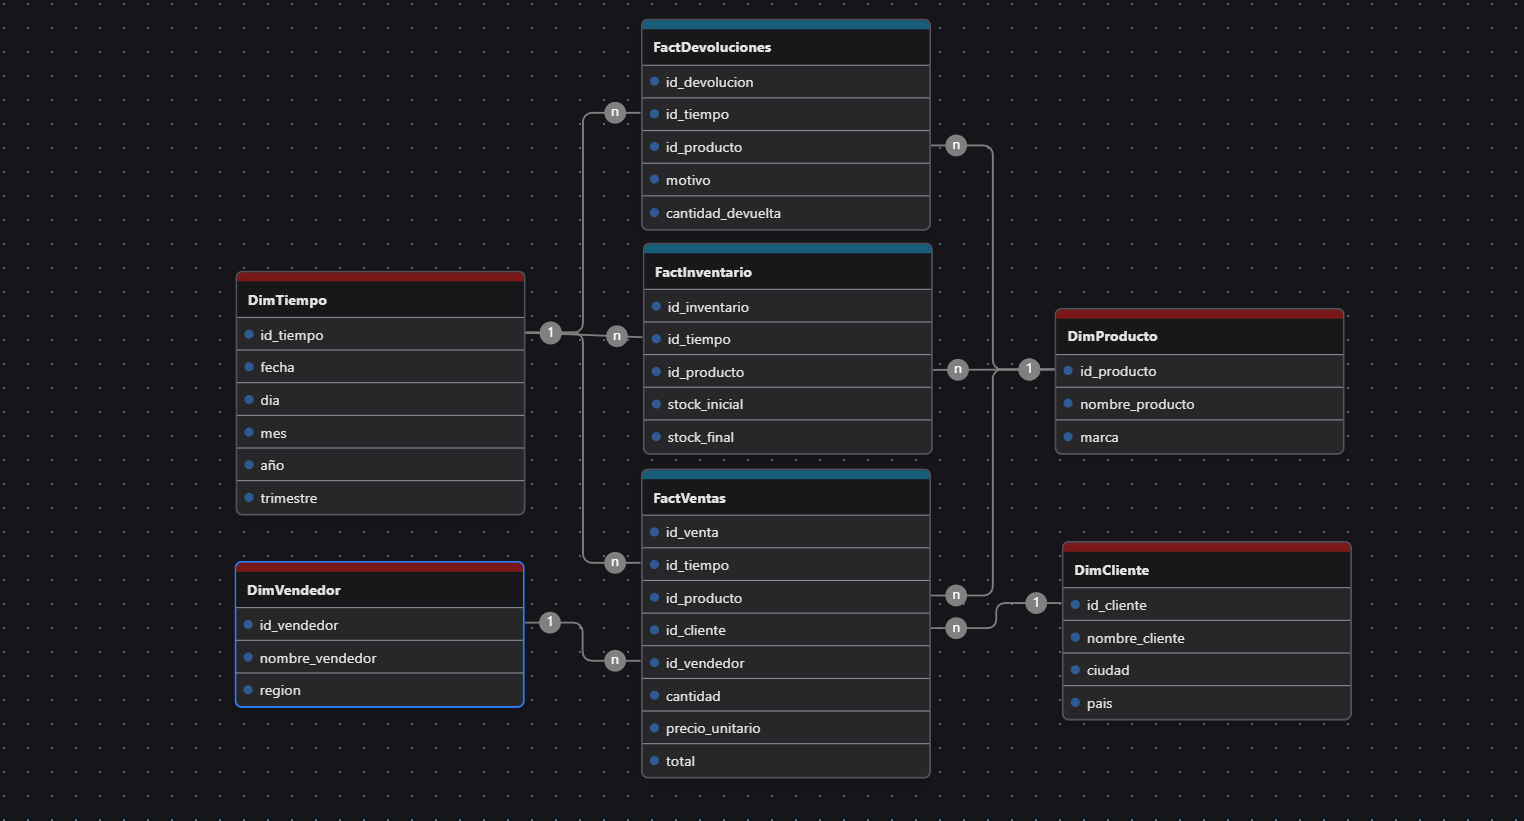 FactDevoluciones
id_devolucion
id_tiempo
id_producto
motivo
cantidad_devuelta
n
n
FactInventario
id_inventario
id_tiempo
id_producto
stock_inicial
stock_final
n
n
DimTiempo
id_tiempo
fecha
dia
mes
año
trimestre
1
DimProducto
id_producto
nombre_producto
marca
1
FactVentas
id_venta
id_tiempo
id_producto
id_cliente
id_vendedor
cantidad
precio_unitario
total
n
n
n
n
DimVendedor
id_vendedor
nombre_vendedor
region
1
DimCliente
id_cliente
nombre_cliente
ciudad
pais
1